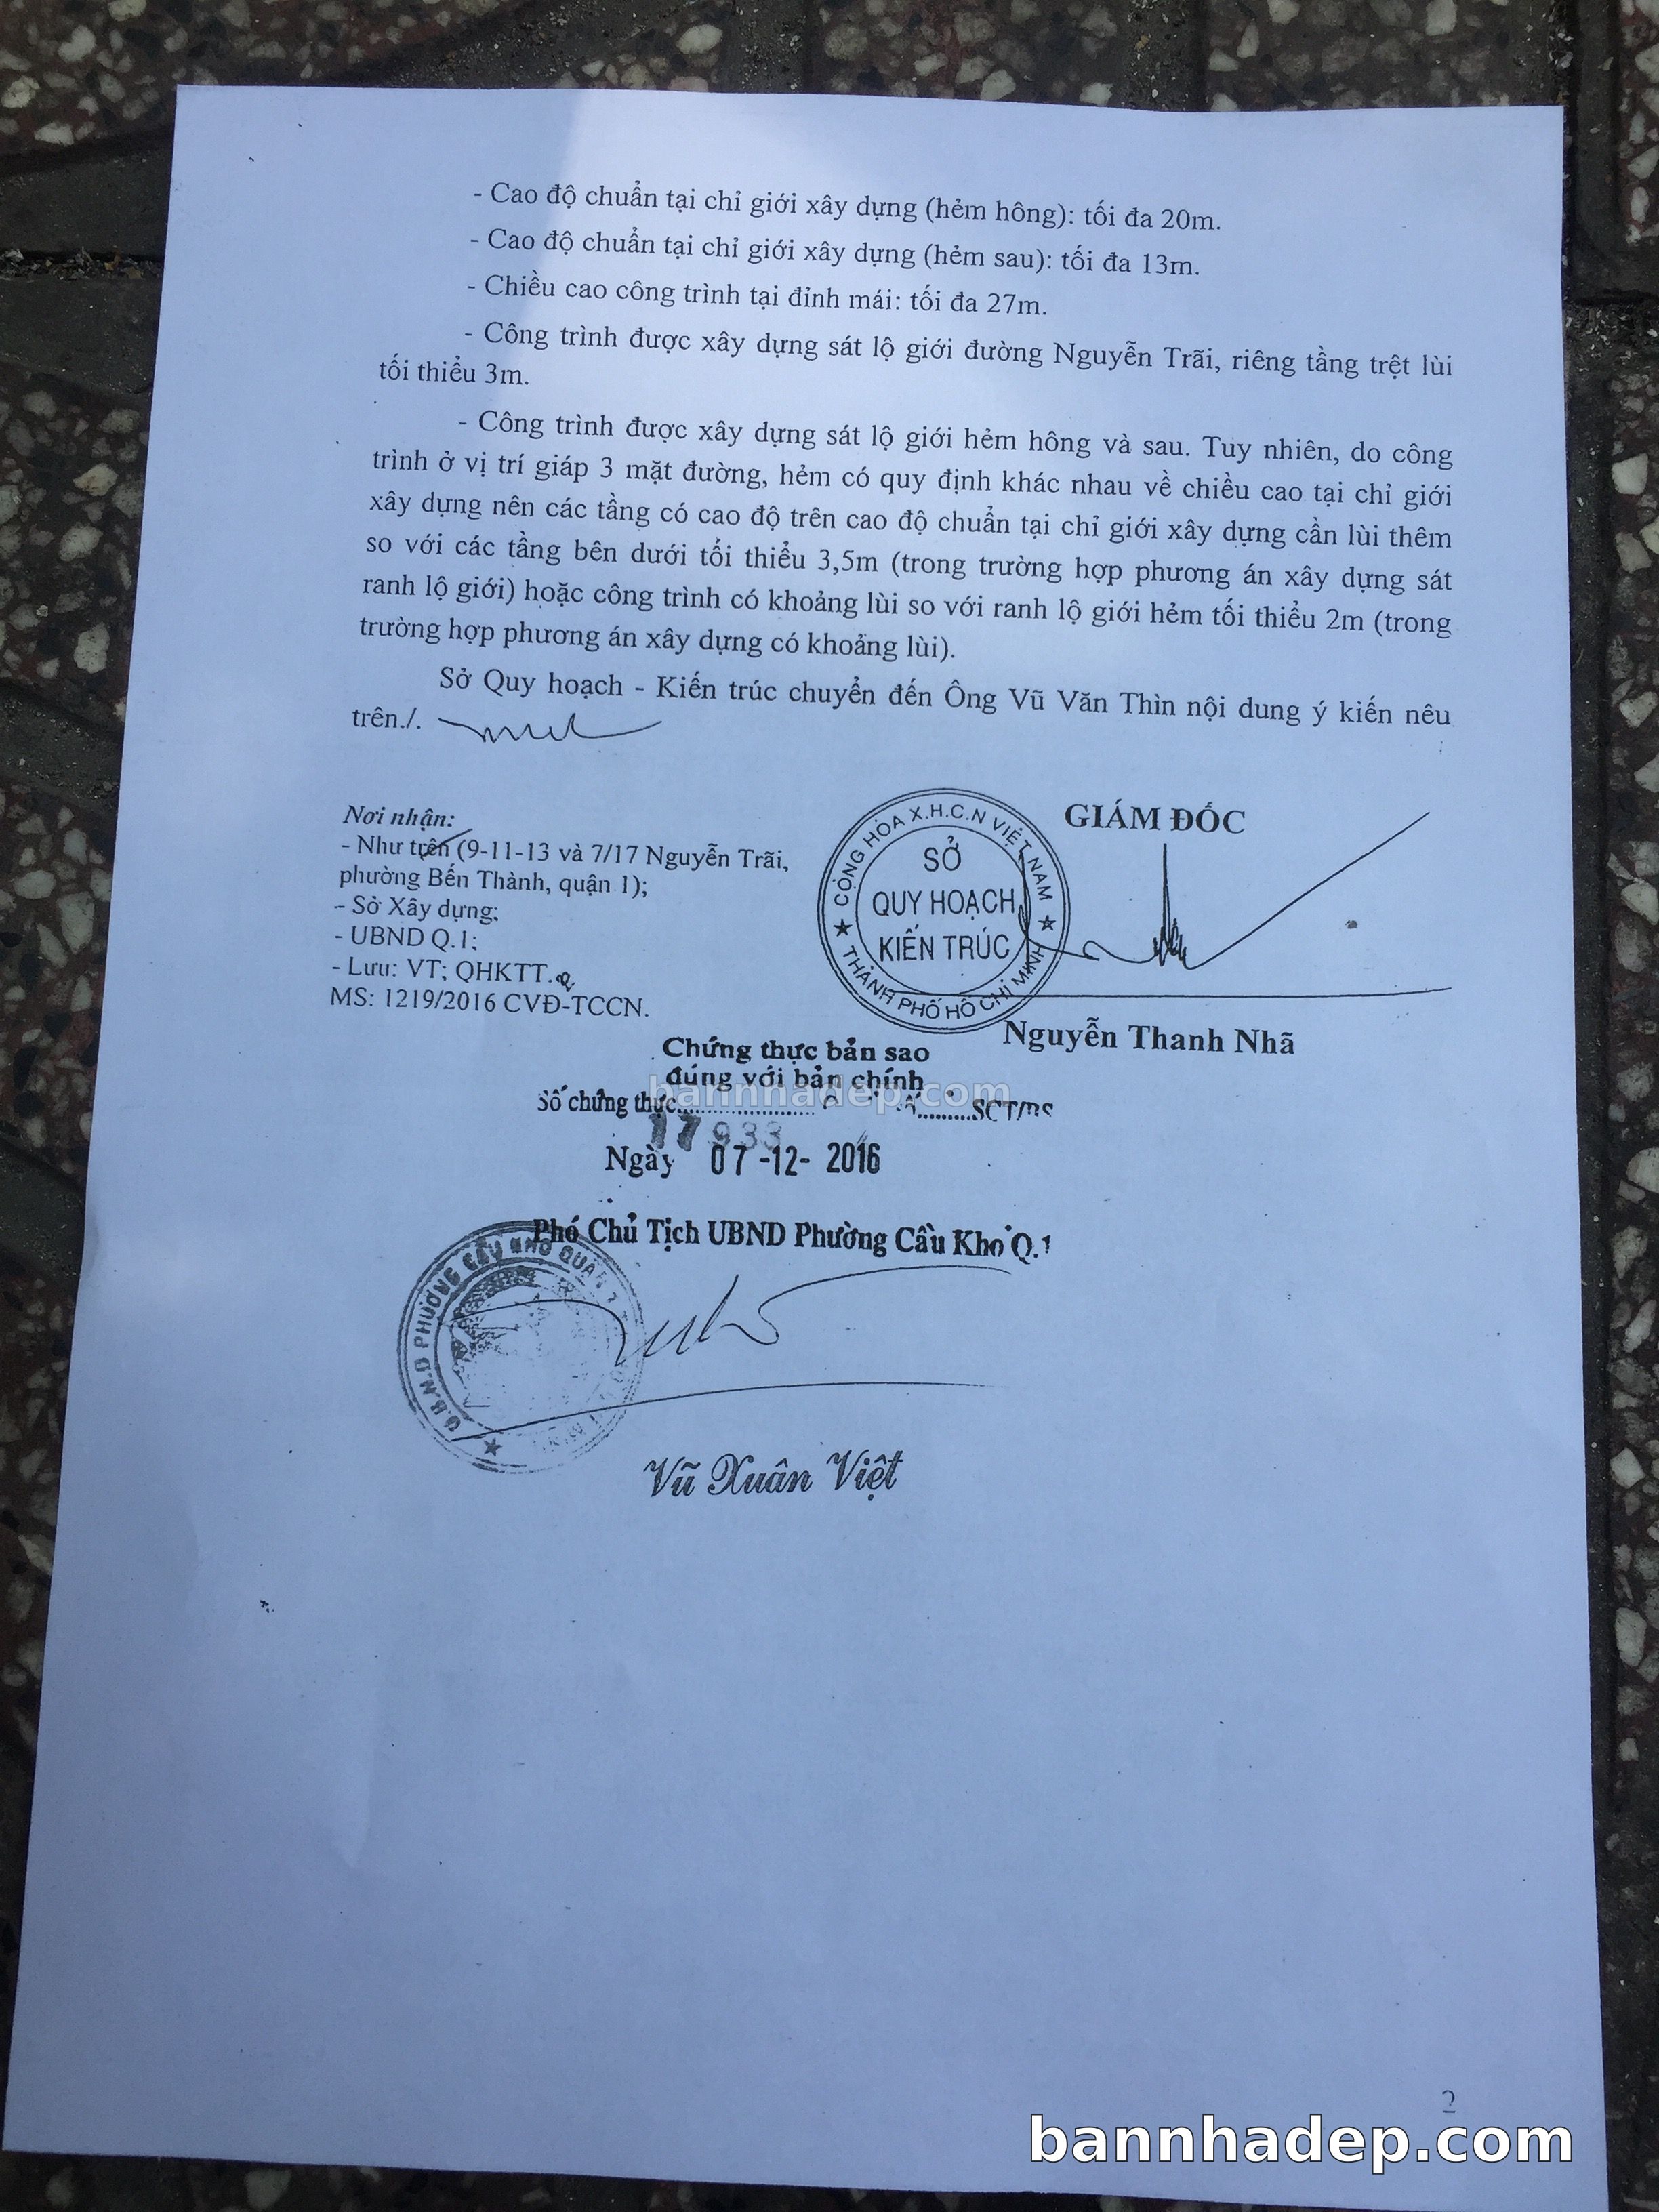 - Cao độ chuẩn tại chỉ giới xây dựng (hẻm hông): tối đa 20m.
- Cao độ chuẩn tại chỉ giới xây dựng (hẻm sau): tối đa 13m.
- Chiều cao công trình tại đỉnh mái: tối đa 27m.
- Công trình được xây dựng sát lộ giới đường Nguyễn Trãi, riêng tầng trệt lùi
tối thiểu 3m.
- Công trình được xây dựng sát lộ giới hẻm hông và sau. Tuy nhiên, do công
trình ở vị trí giáp 3 mặt đường, hẻm có quy định khác nhau về chiều cao tại chỉ giới
xây dựng nên các tầng có cao độ trên cao độ chuẩn tại chỉ giới xây dựng cần lùi thêm
so với các tầng bên dưới tối thiểu 3,5m (trong trường hợp phương án xây dựng sát
ranh lộ giới) hoặc công trình có khoảng lùi so với ranh lộ giới hẻm tối thiểu 2m (trong
trường hợp phương án xây dựng có khoảng lùi).
Sở Quy hoạch - Kiến trúc chuyển đến Ông Vũ Văn Thìn nội dung ý kiến nêu
trên./.
Nơi nhận:
- Như trên (9-11-13 và 7/17 Nguyễn Trãi,
phường Bến Thành, quận 1);
- Sở Xây dựng;
- UBND Q.1;
- Lưu: VT; QHKTT.
MS: 1219/2016 CVĐ-TCCN.
GIÁM ĐỐC
CỘNG HÒA X.H.C.N VIỆT NAM
SỞ
QUY HOẠCH
KIẾN TRÚC
THÀNH PHỐ HỒ CHÍ MINH
Nguyễn Thanh Nhã
Chứng thực bản sao
đúng với bản chính
bannhadep.com
Số chứng thực.................... .........SCT/BS
17933
Ngày 07-12-2016
Phó Chủ Tịch UBND Phường Cầu Kho Q.1
U.B.N.D PHƯỜNG CẦU KHO QUẬN 1
Vũ Xuân Việt
2
bannhadep.com